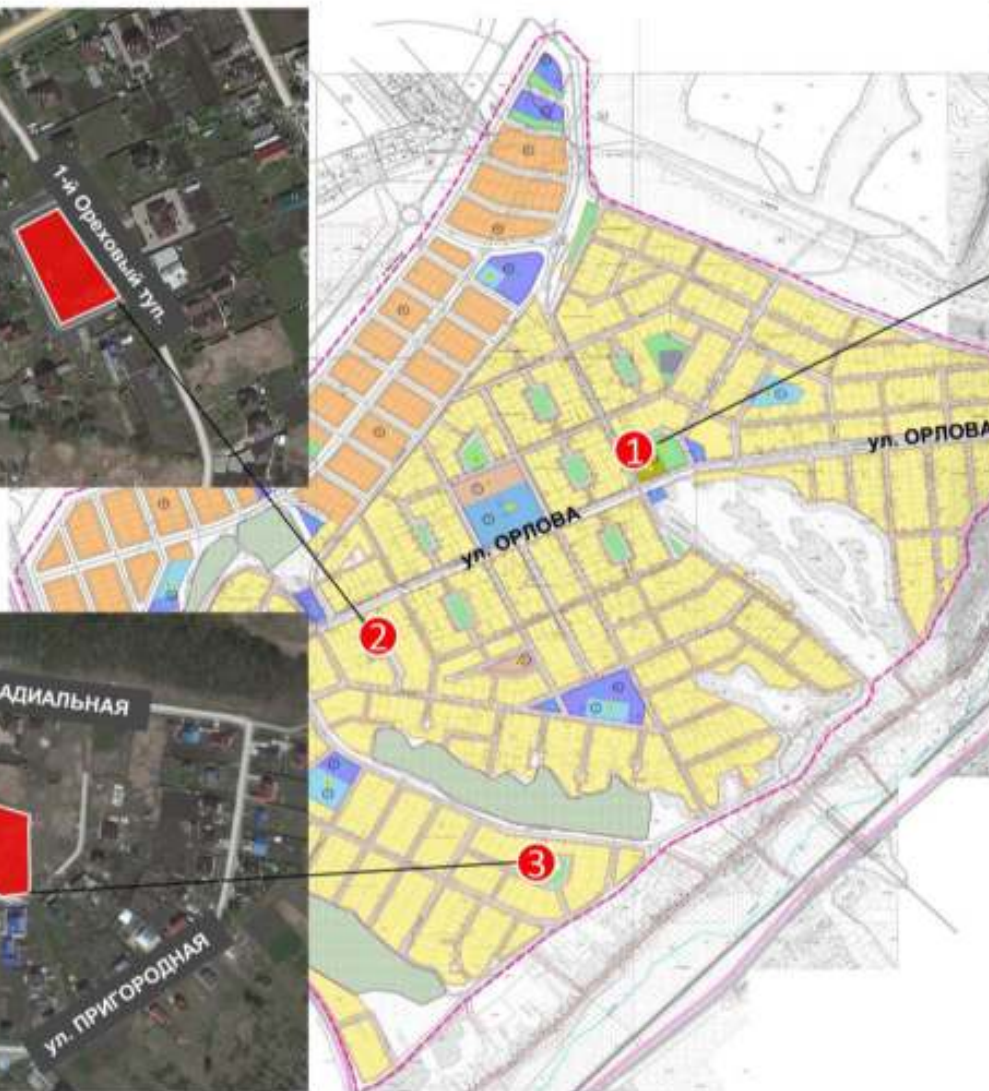 1-й Ореховый туп.
1
ул. ОРЛОВА
ул. ОРЛОВА
2
АДИАЛЬНАЯ
3
ул. ПРИГОРОДНАЯ